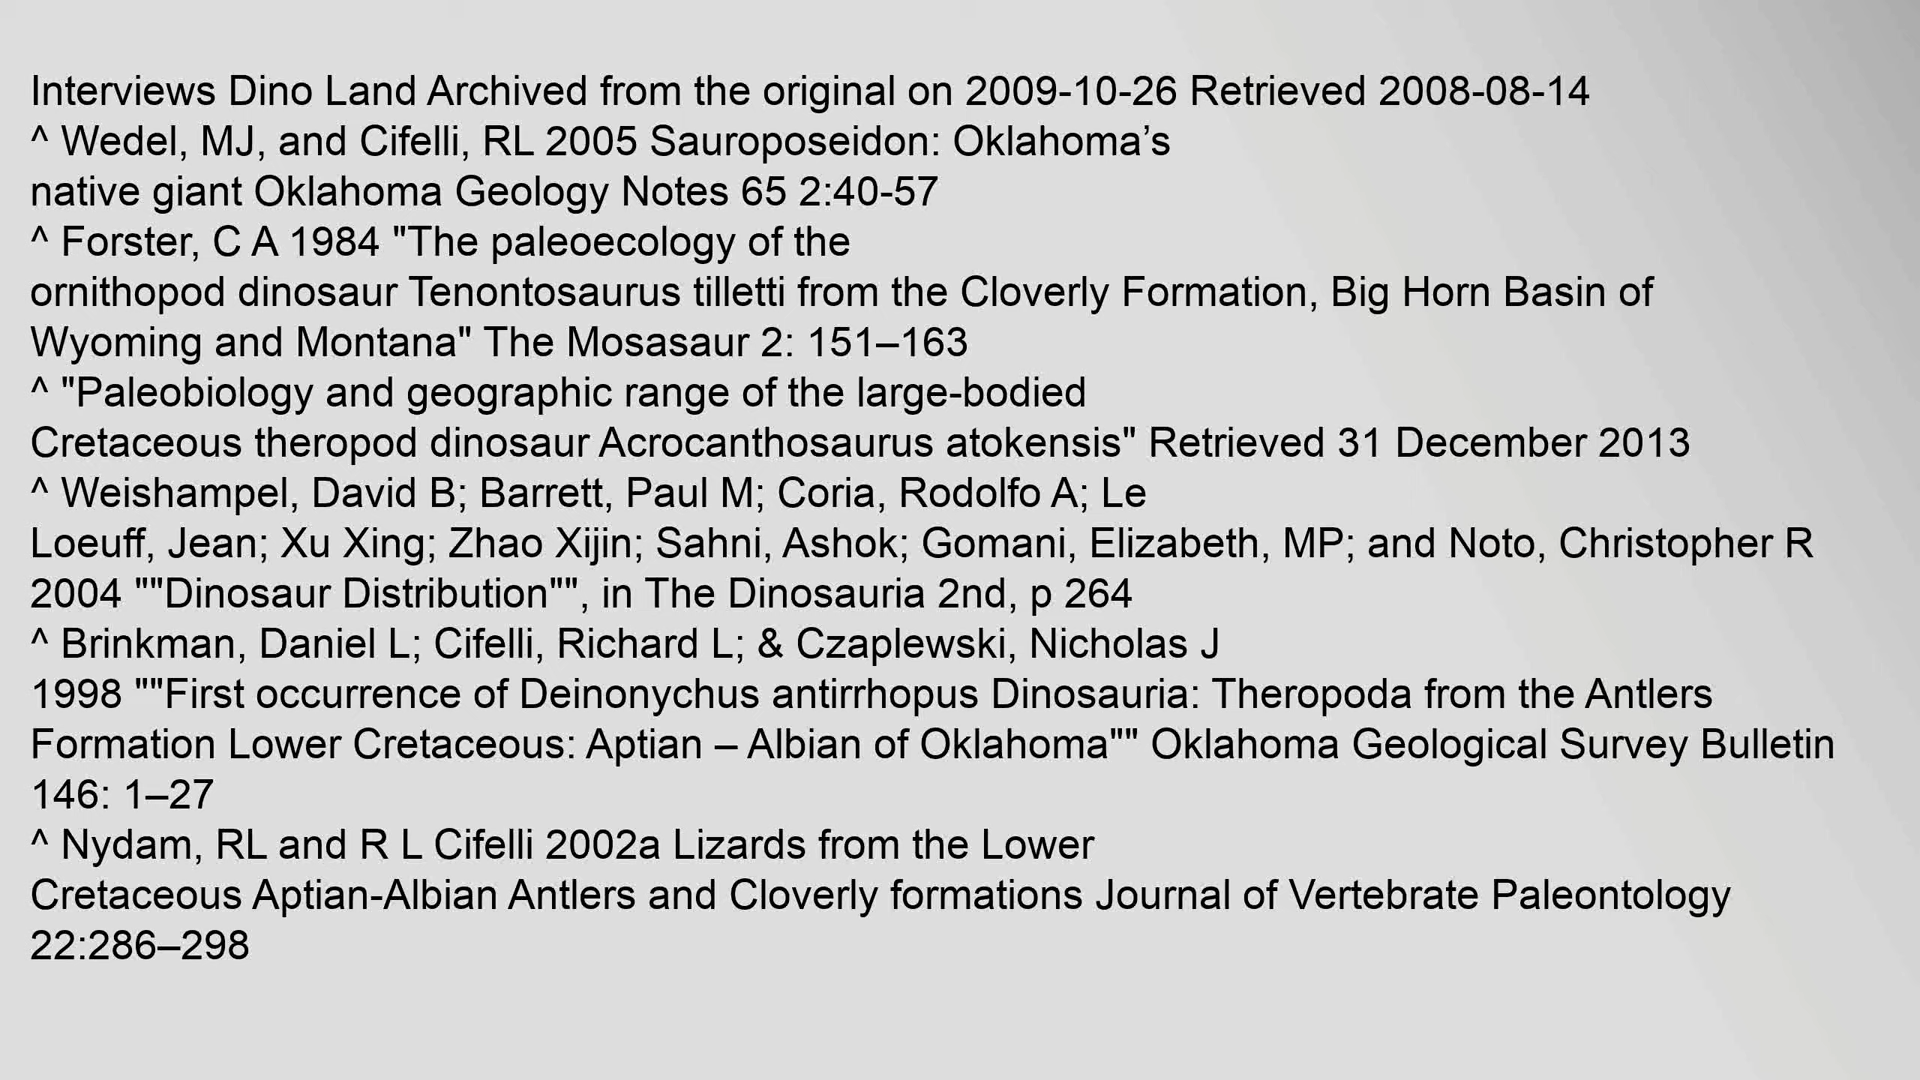 Interviews Dino Land Archived from the original on 2009-10-26 Retrieved 2008-08-14
^ Wedel, MJ, and Cifelli, RL 2005 Sauroposeidon: Oklahoma’s
native giant Oklahoma Geology Notes 65 2:40-57
^ Forster, C A 1984 "The paleoecology of the
ornithopod dinosaur Tenontosaurus tilletti from the Cloverly Formation, Big Horn Basin of
Wyoming and Montana" The Mosasaur 2: 151–163
^ "Paleobiology and geographic range of the large-bodied
Cretaceous theropod dinosaur Acrocanthosaurus atokensis" Retrieved 31 December 2013
^ Weishampel, David B; Barrett, Paul M; Coria, Rodolfo A; Le
Loeuff, Jean; Xu Xing; Zhao Xijin; Sahni, Ashok; Gomani, Elizabeth, MP; and Noto, Christopher R
2004 ""Dinosaur Distribution"", in The Dinosauria 2nd, p 264
^ Brinkman, Daniel L; Cifelli, Richard L; & Czaplewski, Nicholas J
1998 ""First occurrence of Deinonychus antirrhopus Dinosauria: Theropoda from the Antlers
Formation Lower Cretaceous: Aptian – Albian of Oklahoma"" Oklahoma Geological Survey Bulletin
146: 1–27
^ Nydam, RL and R L Cifelli 2002a Lizards from the Lower
Cretaceous Aptian-Albian Antlers and Cloverly formations Journal of Vertebrate Paleontology
22:286–298